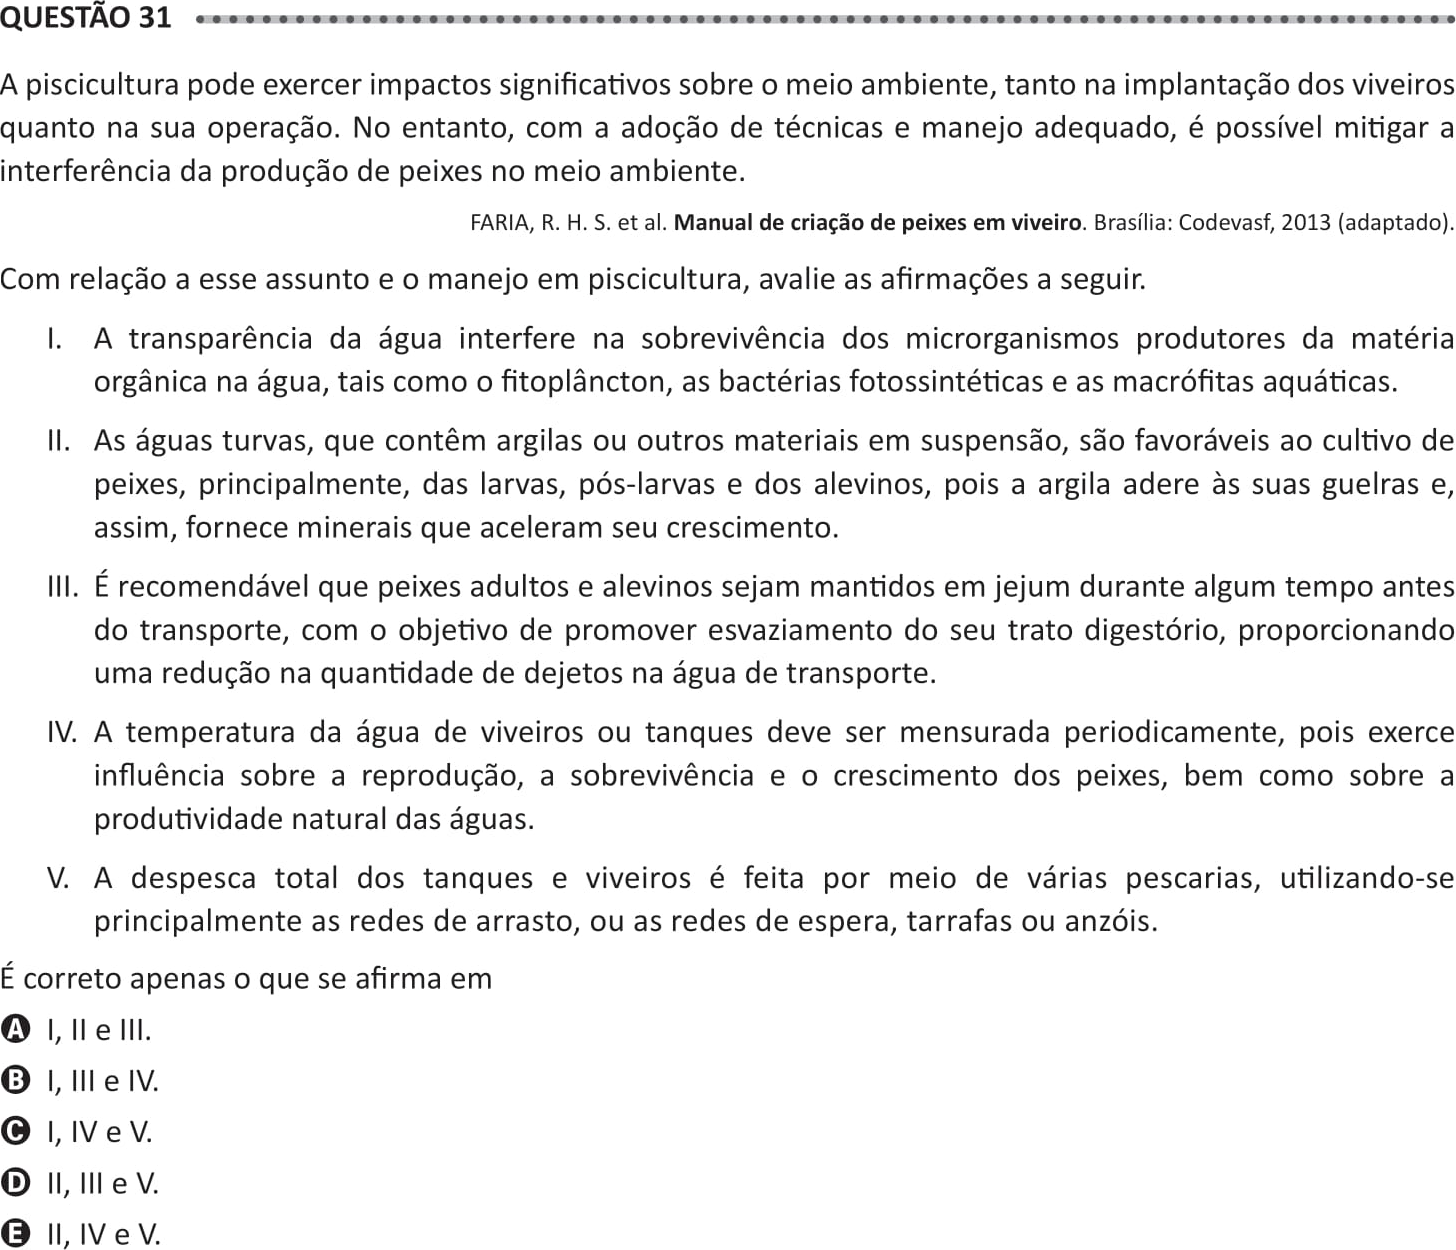 QUESTÃO 31
A piscicultura pode exercer impactos significativos sobre o meio ambiente, tanto na implantação dos viveiros
quanto na sua operação. No entanto, com a adoção de técnicas e manejo adequado, é possível mitigar a
interferência da produção de peixes no meio ambiente.
FARIA, R. H. S. et al. Manual de criação de peixes em viveiro. Brasília: Codevasf, 2013 (adaptado).
Com relação a esse assunto e o manejo em piscicultura, avalie as afirmações a seguir.
I. A transparência da água interfere na sobrevivência dos microrganismos produtores da matéria
orgânica na água, tais como o fitoplâncton, as bactérias fotossintéticas e as macrófitas aquáticas.
II. As águas turvas, que contêm argilas ou outros materiais em suspensão, são favoráveis ao cultivo de
peixes, principalmente, das larvas, pós-larvas e dos alevinos, pois a argila adere às suas guelras e,
assim, fornece minerais que aceleram seu crescimento.
III. É recomendável que peixes adultos e alevinos sejam mantidos em jejum durante algum tempo antes
do transporte, com o objetivo de promover esvaziamento do seu trato digestório, proporcionando
uma redução na quantidade de dejetos na água de transporte.
IV. A temperatura da água de viveiros ou tanques deve ser mensurada periodicamente, pois exerce
influência sobre a reprodução, a sobrevivência e o crescimento dos peixes, bem como sobre a
produtividade natural das águas.
V. A despesca total dos tanques e viveiros é feita por meio de várias pescarias, utilizando-se
principalmente as redes de arrasto, ou as redes de espera, tarrafas ou anzóis.
É correto apenas o que se afirma em
A I, II e III.
B I, III e IV.
C I, IV e V.
D II, III e V.
E II, IV e V.